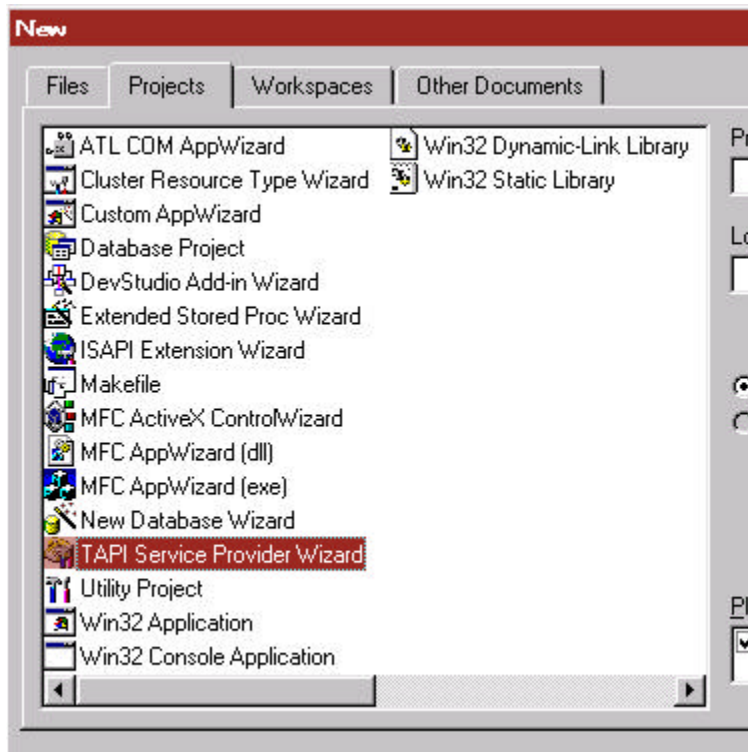 New
Files Projects Workspaces Other Documents
ATL COM AppWizard
Cluster Resource Type Wizard
Custom AppWizard
Database Project
DevStudio Add-in Wizard
Extended Stored Proc Wizard
ISAPI Extension Wizard
Makefile
MFC ActiveX ControlWizard
MFC AppWizard (dll)
MFC AppWizard (exe)
New Database Wizard
TAPI Service Provider Wizard
Utility Project
Win32 Application
Win32 Console Application
Win32 Dynamic-Link Library
Win32 Static Library